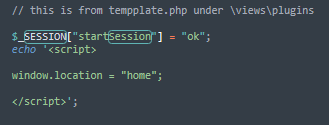 // this is from tempplate.php under \views\plugins
$_SESSION["startSession"] = "ok";
echo '<script>
window.location = "home";
</script>';